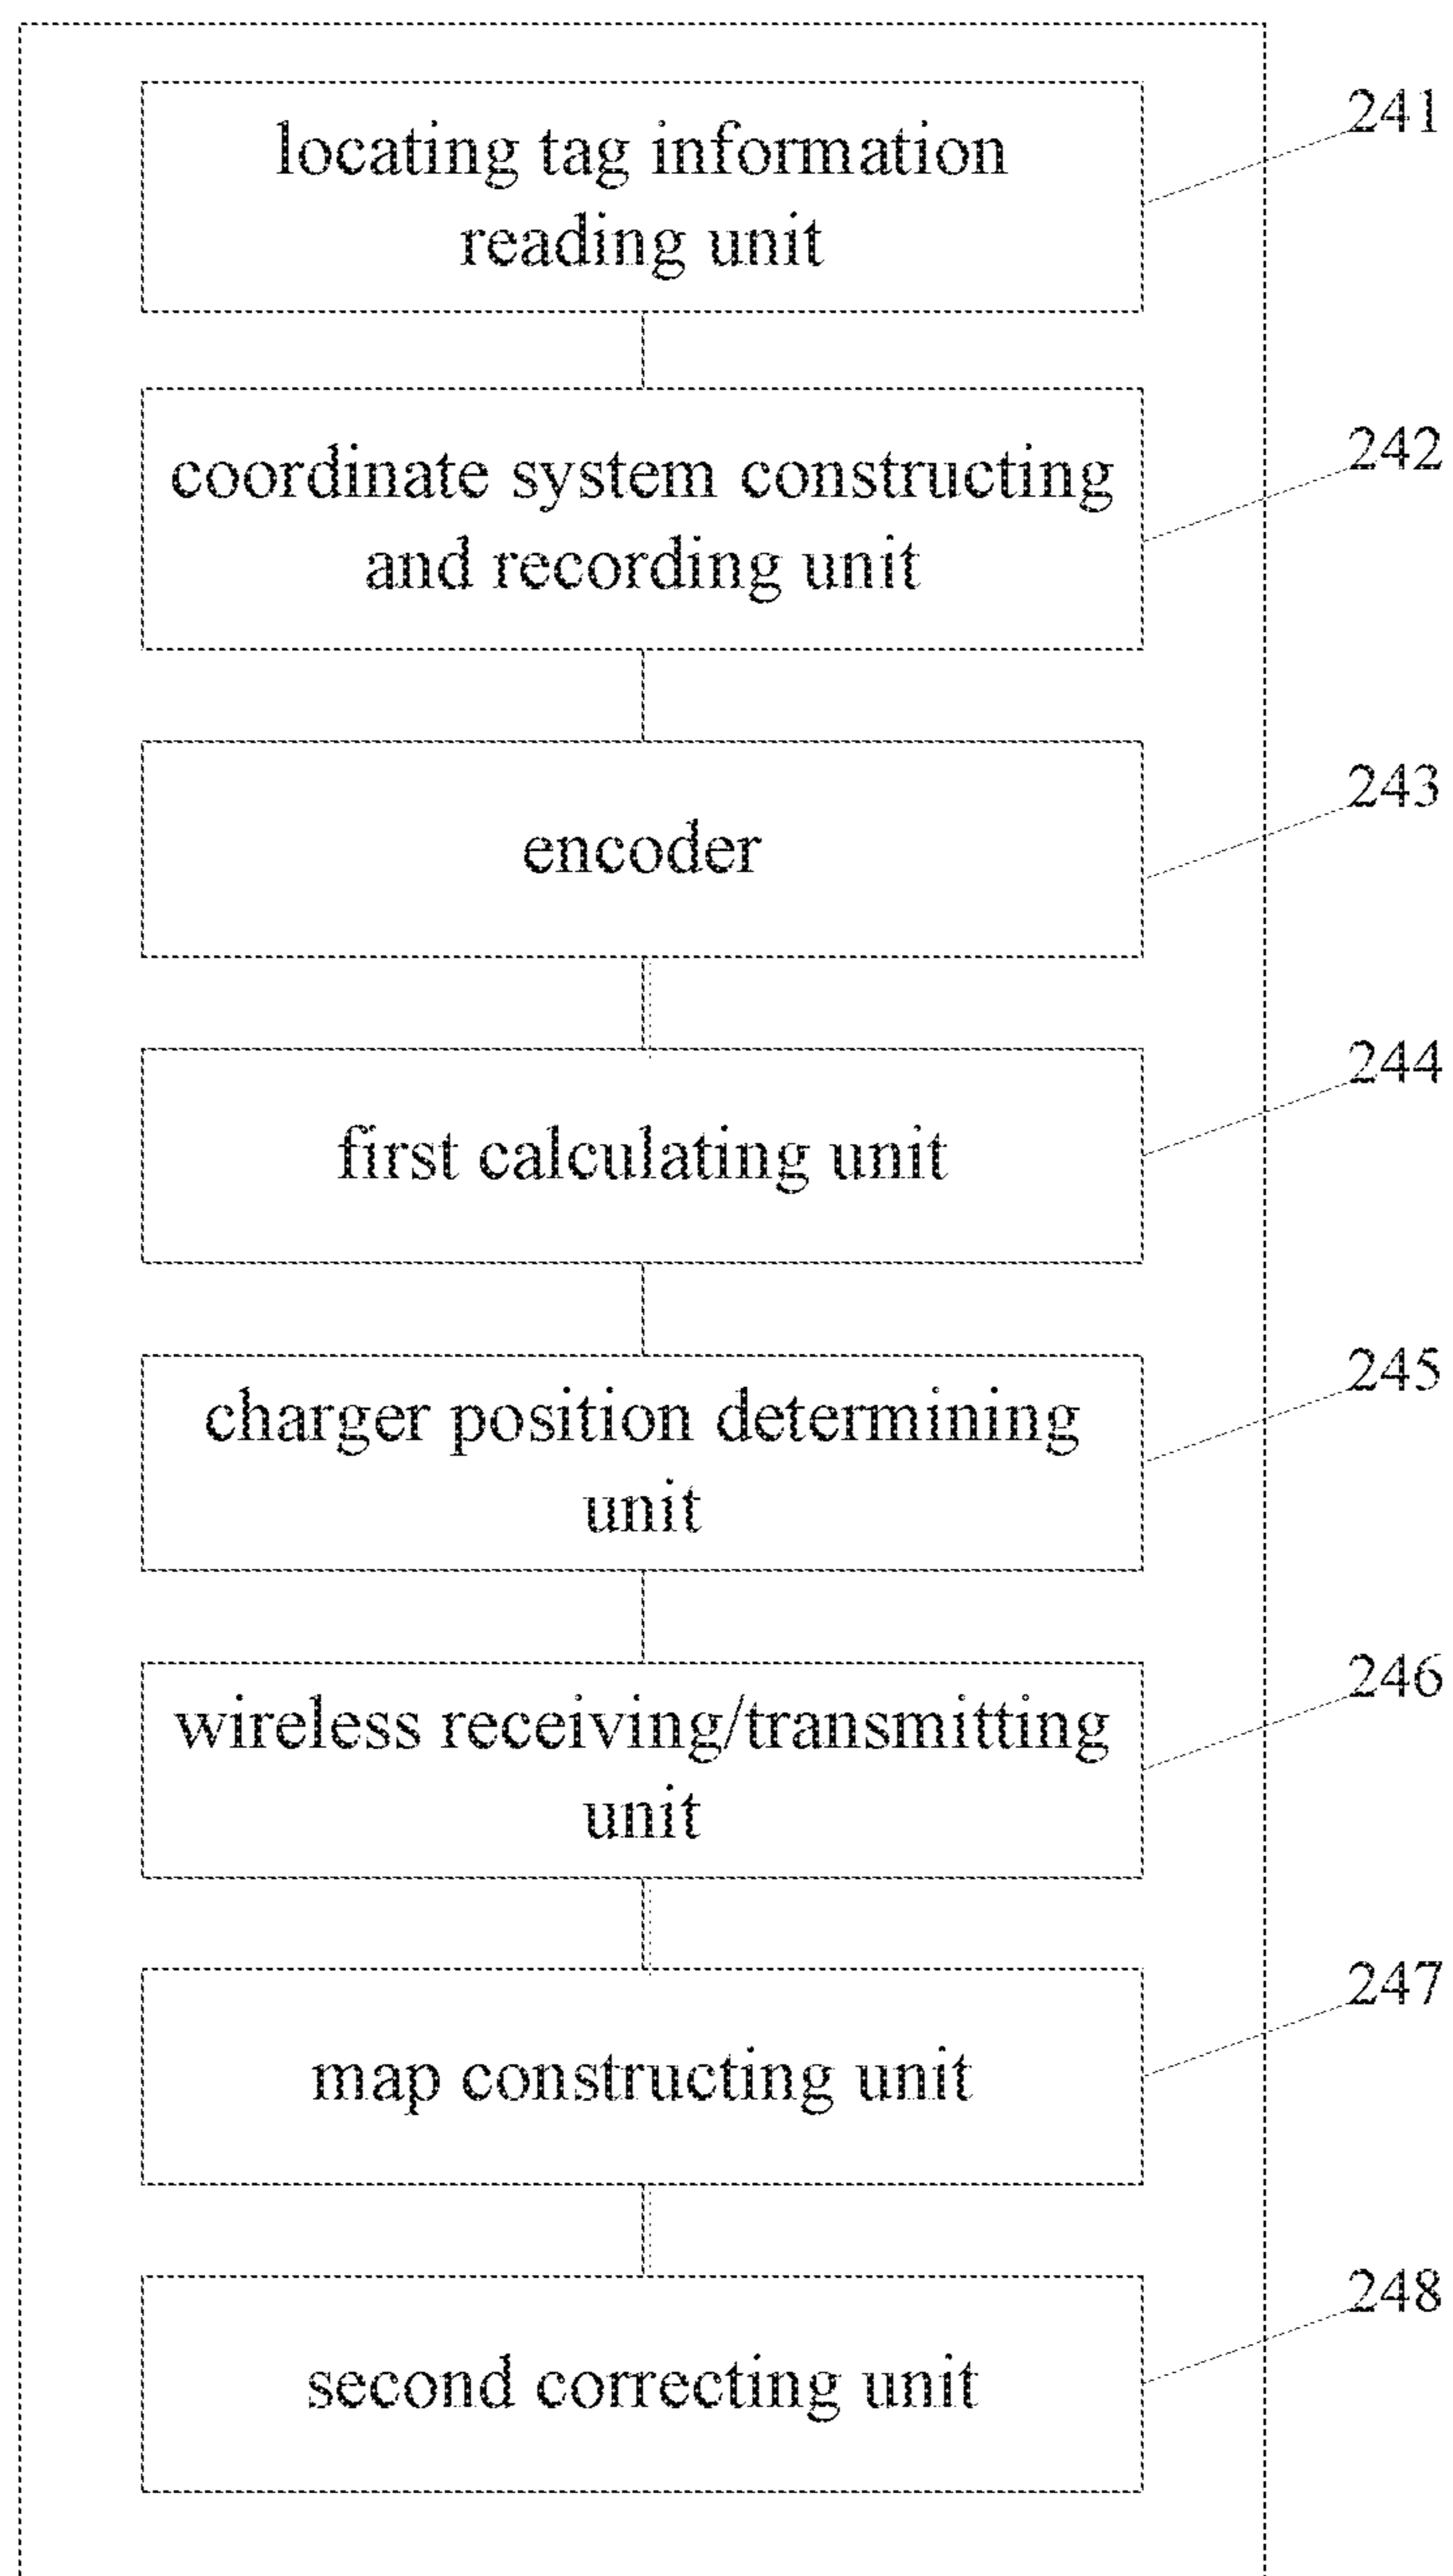 241
locating tag information
reading unit
242
coordinate system constructing
and recording unit
243
encoder
244
first calculating unit
245
charger position determining
unit
246
wireless receiving/transmitting
unit
247
map constructing unit
248
second correcting unit